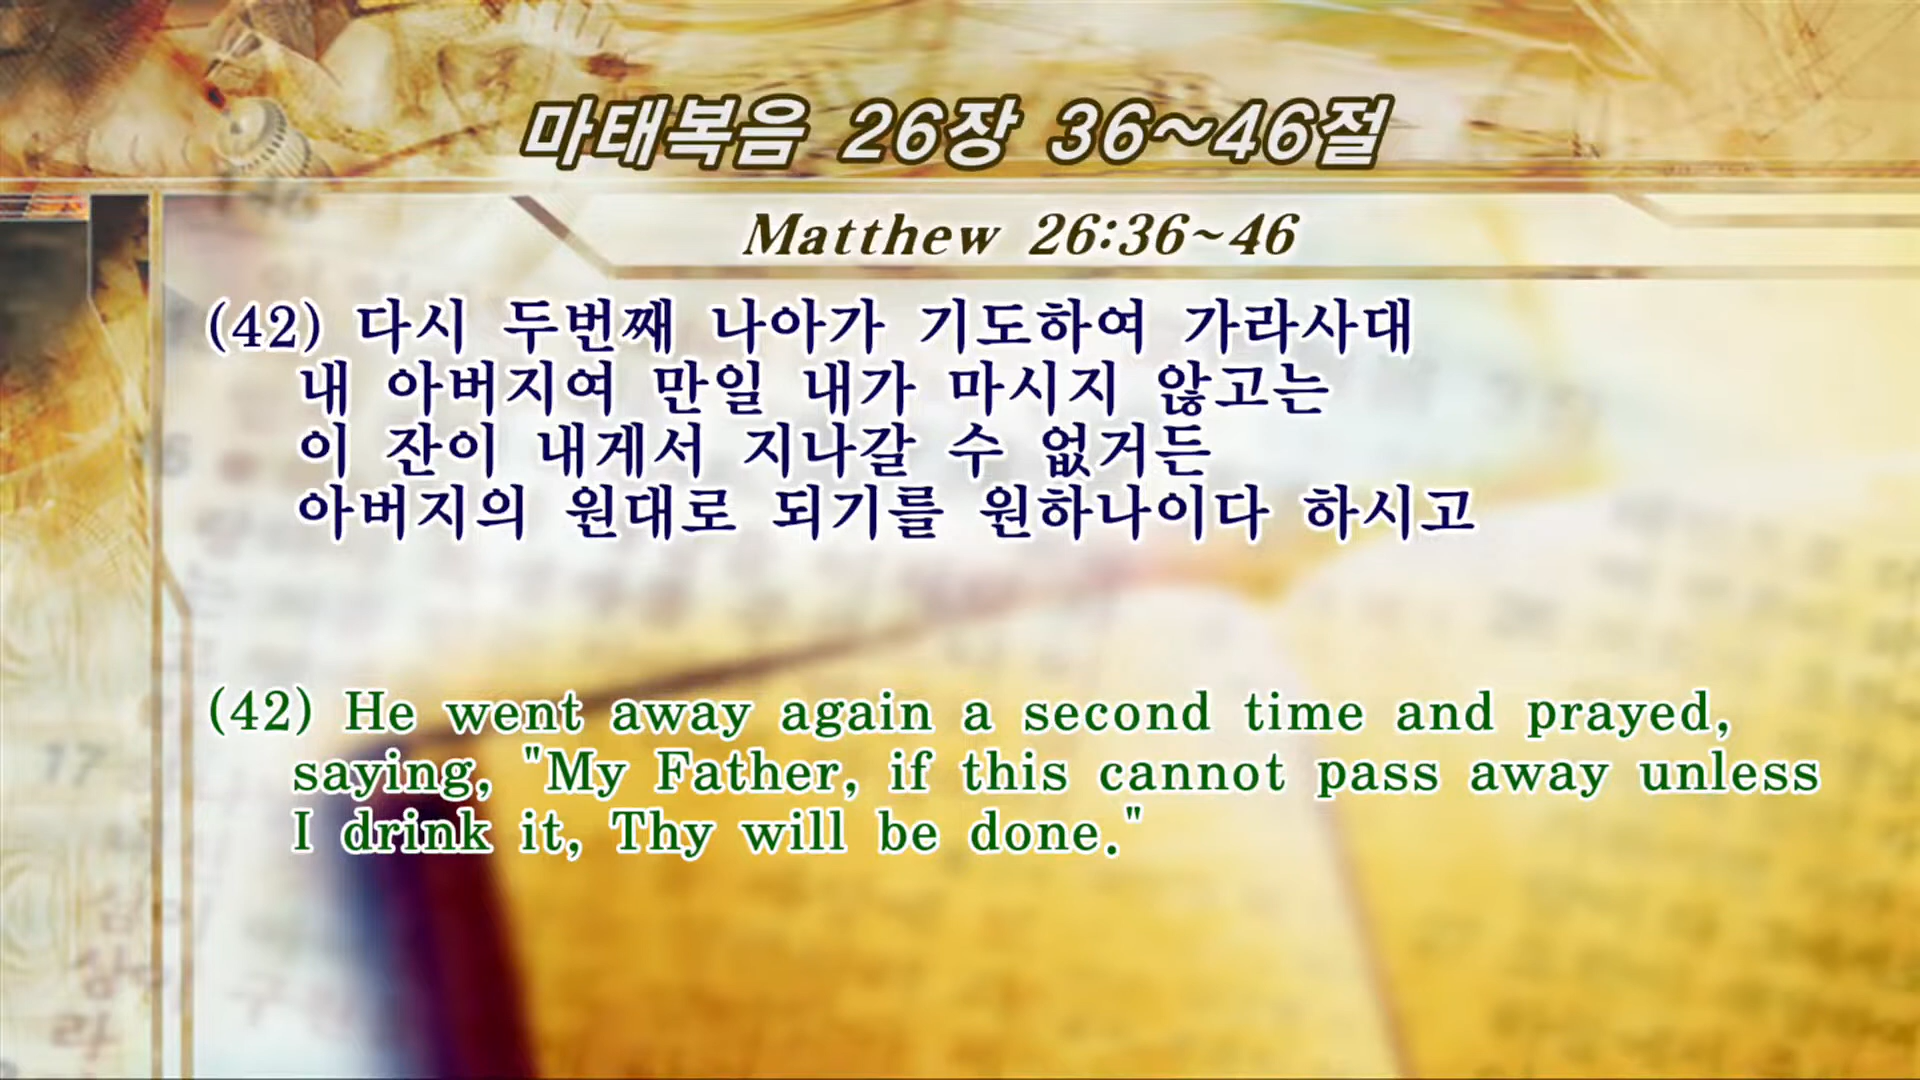 마태복음 26장 36~46절
Matthew 26:36~46
(42) 다시 두번째 나아가 기도하여 가라사대
내 아버지여 만일 내가 마시지 않고는
이 잔이 내게서 지나갈 수 없거든
아버지의 원대로 되기를 원하나이다 하시고
(42) He went away again a second time and prayed,
saying, "My Father, if this cannot pass away unless
I drink it, Thy will be done."